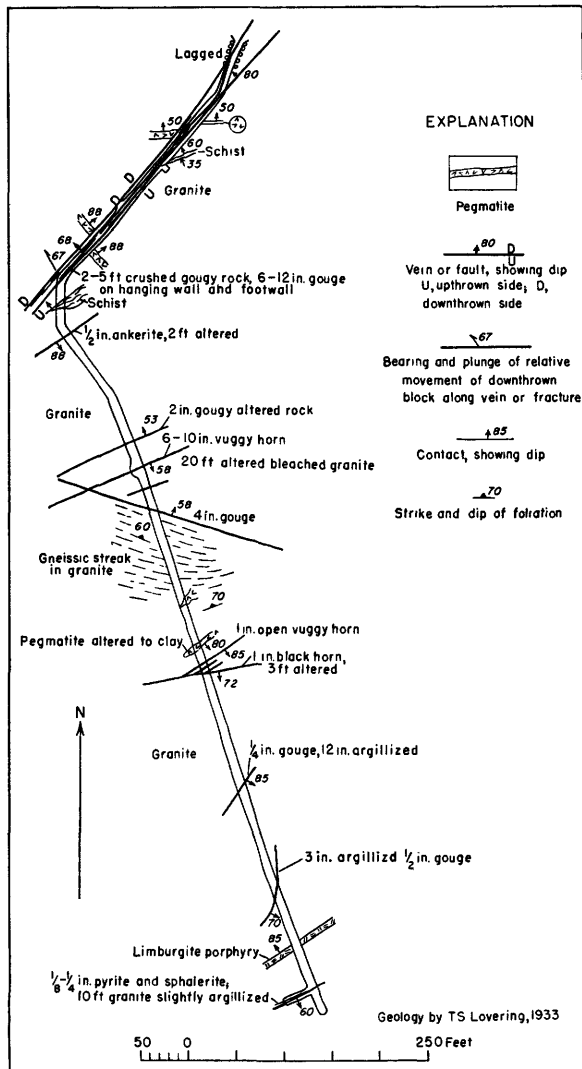 Lagged
80
50
50
60
Schist
35
D
D
U
Granite
U
88
68
88
67
2-5 ft crushed gougy rock, 6-12 in. gouge
on hanging wall and footwall
D
D
Schist
1/2 in. ankerite, 2 ft altered
88
Granite
53
2 in. gougy altered rock
6-10 in. vuggy horn
58
20 ft altered bleached granite
58
4 in. gouge
60
Gneissic streak
in granite
70
Pegmatite altered to clay
80
1 in. open vuggy horn
85
1 in. black horn,
3 ft altered
72
N
Granite
1/4 in. gouge, 12 in. argillized
85
3 in. argillizd 1/2 in. gouge
70
85
Limburgite porphyry
1/8-1/4 in. pyrite and sphalerite,
10 ft granite slightly argillized
60
EXPLANATION
Pegmatite
80 D
U
Vein or fault, showing dip
U, upthrown side; D,
downthrown side
67
Bearing and plunge of relative
movement of downthrown
block along vein or fracture
85
Contact, showing dip
70
Strike and dip of foliation
Geology by TS Lovering, 1933
50 0 250 Feet